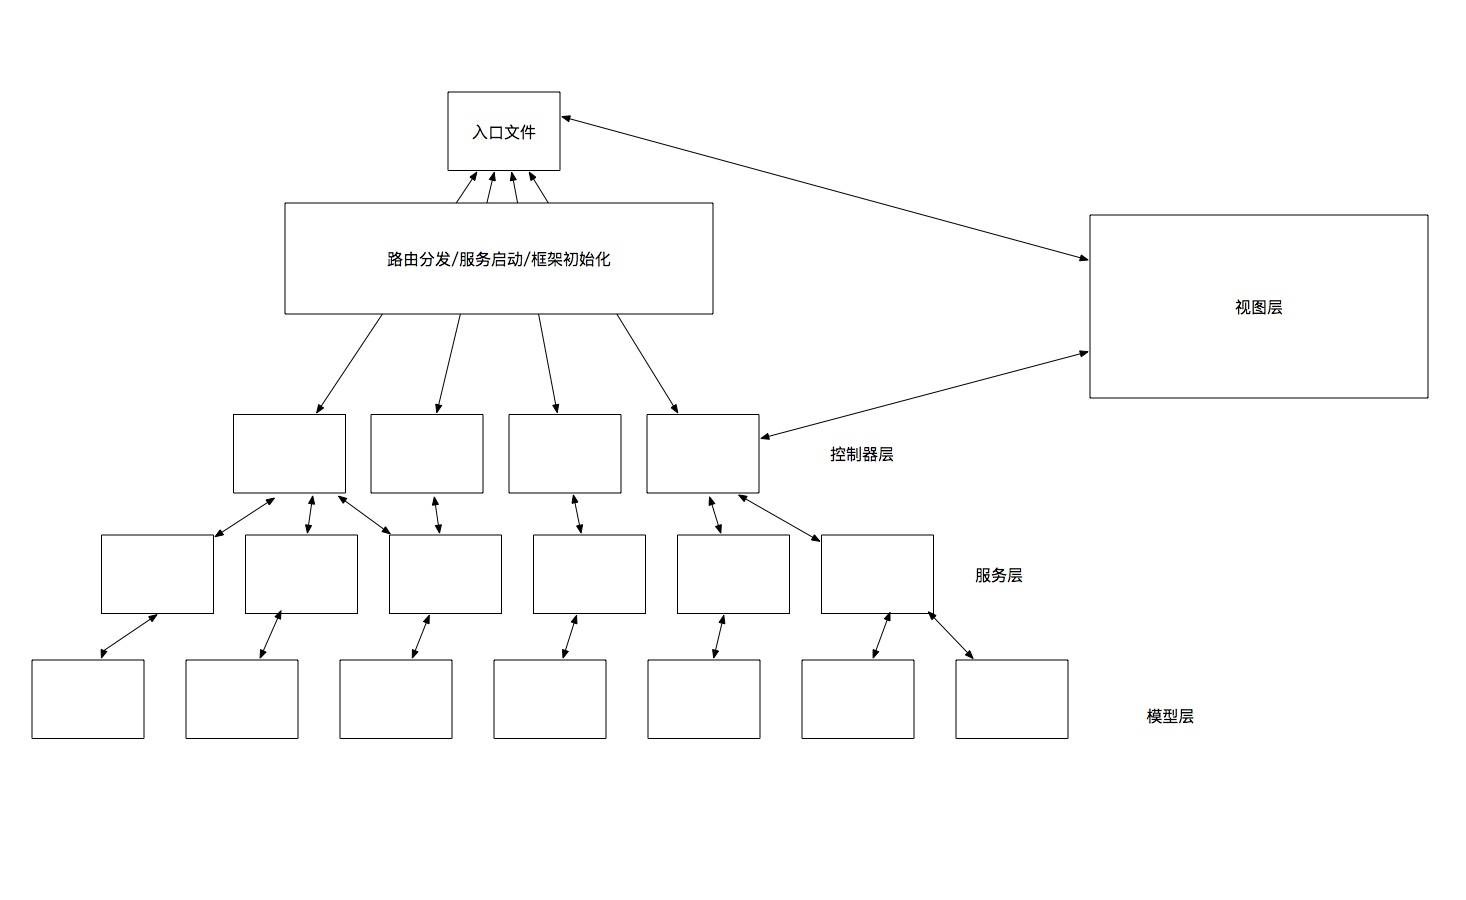 入口文件
路由分发/服务启动/框架初始化
视图层
控制器层
服务层
模型层